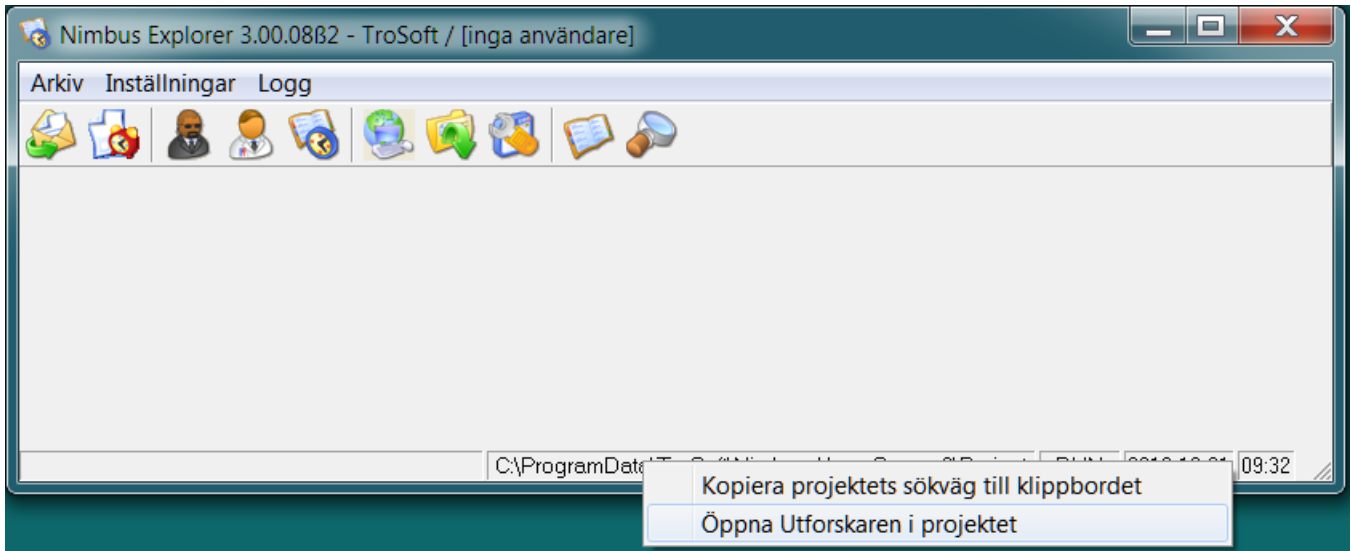 Nimbus Explorer 3.00.08ß2 - TroSoft / [inga användare]
Arkiv Inställningar Logg
C:\ProgramData 09:32
Kopiera projektets sökväg till klippbordet
Öppna Utforskaren i projektet